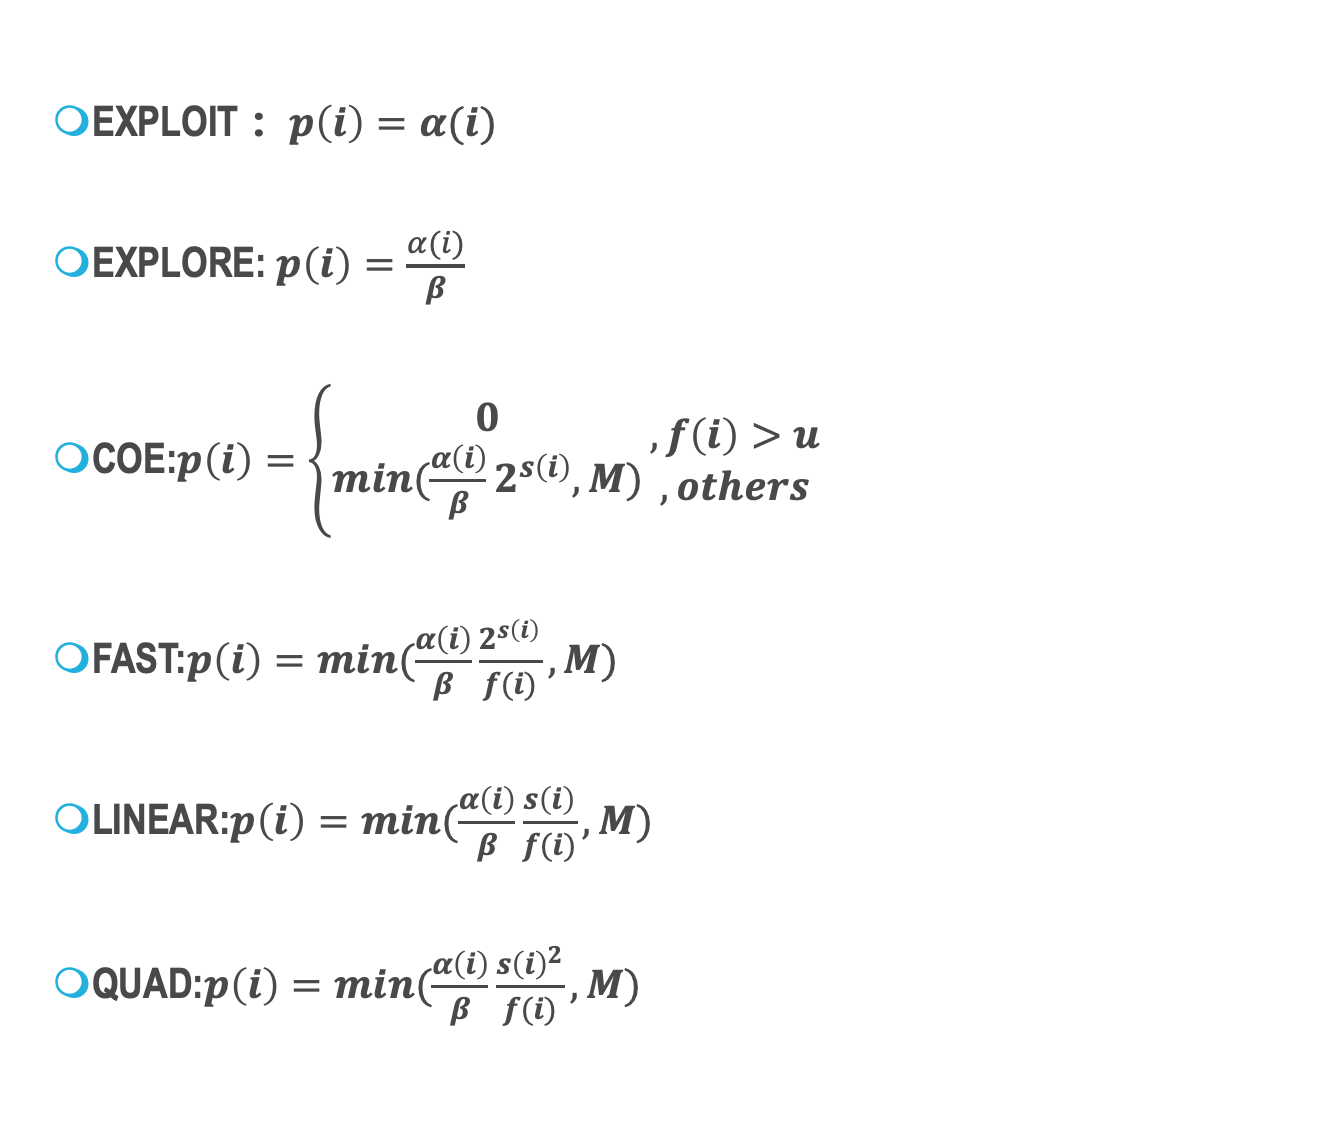 EXPLOIT： p(i) = α(i)
EXPLORE: p(i) = α(i)/β
COE:p(i) = { 0 , f(i) > u
min(α(i)/β 2^s(i), M) , others
FAST:p(i) = min(α(i)/β 2^s(i)/f(i), M)
LINEAR:p(i) = min(α(i)/β s(i)/f(i), M)
QUAD:p(i) = min(α(i)/β s(i)^2/f(i), M)